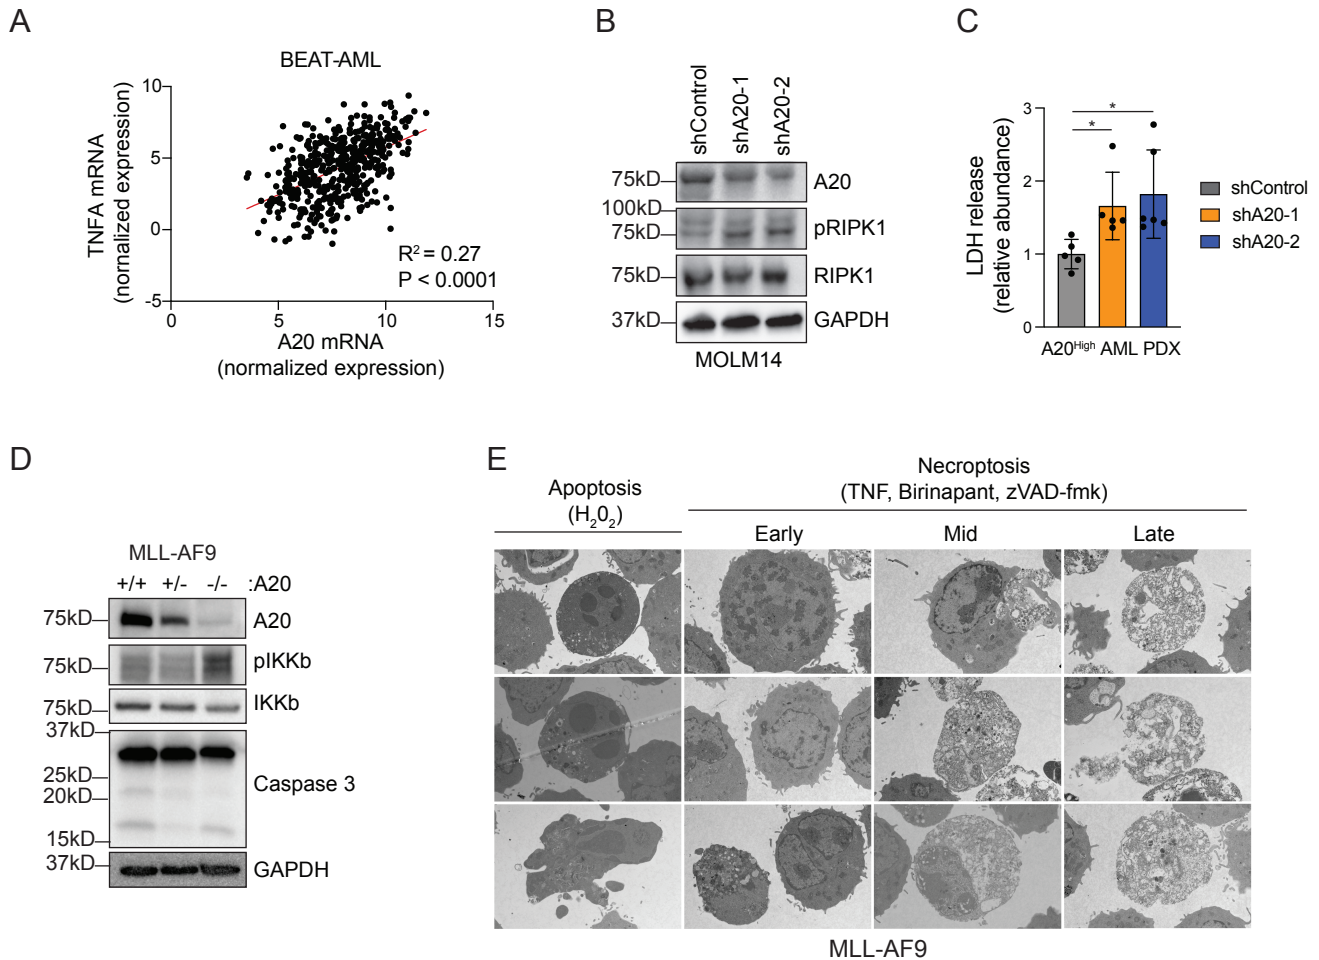 A
BEAT-AML
TNFA mRNA
(normalized expression)
10
5
0
-5
R² = 0.27
P < 0.0001
0
5
10
15
A20 mRNA
(normalized expression)
B
shControl
shA20-1
shA20-2
75kD
A20
100kD
75kD
pRIPK1
75kD
RIPK1
37kD
GAPDH
MOLM14
C
LDH release
(relative abundance)
3
2
1
0
*
*
A20High AML PDX
shControl
shA20-1
shA20-2
D
MLL-AF9
+/+ +/- -/- :A20
75kD
A20
75kD
pIKKb
75kD
IKKb
37kD
25kD
20kD
15kD
Caspase 3
37kD
GAPDH
E
Apoptosis
(H₂0₂)
Necroptosis
(TNF, Birinapant, zVAD-fmk)
Early
Mid
Late
MLL-AF9